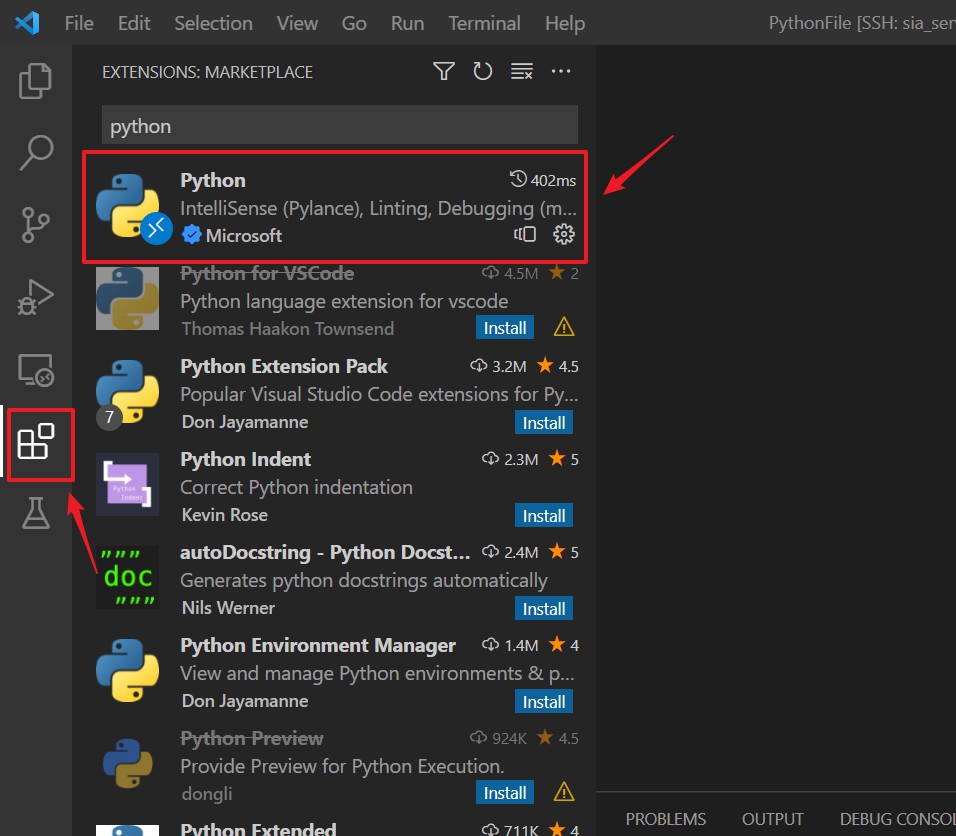 File Edit Selection View Go Run Terminal Help PythonFile [SSH: sia_ser
EXTENSIONS: MARKETPLACE
python
Python 402ms
IntelliSense (Pylance), Linting, Debugging (m...
Microsoft
Python for VSCode 4.5M 2
Python language extension for vscode
Thomas Haakon Townsend Install
Python Extension Pack 3.2M 4.5
Popular Visual Studio Code extensions for Py...
7
Don Jayamanne Install
Python Indent 2.3M 5
Correct Python indentation
Python
Indent
Kevin Rose Install
autoDocstring - Python Docst... 2.4M 5
"""
doc
"""
Generates python docstrings automatically
Nils Werner Install
Python Environment Manager 1.4M 4
View and manage Python environments & p...
Don Jayamanne Install
Python Preview 924K 4.5
Provide Preview for Python Execution.
dongli Install
Python Extended 711K 4
PROBLEMS OUTPUT DEBUG CONSOL